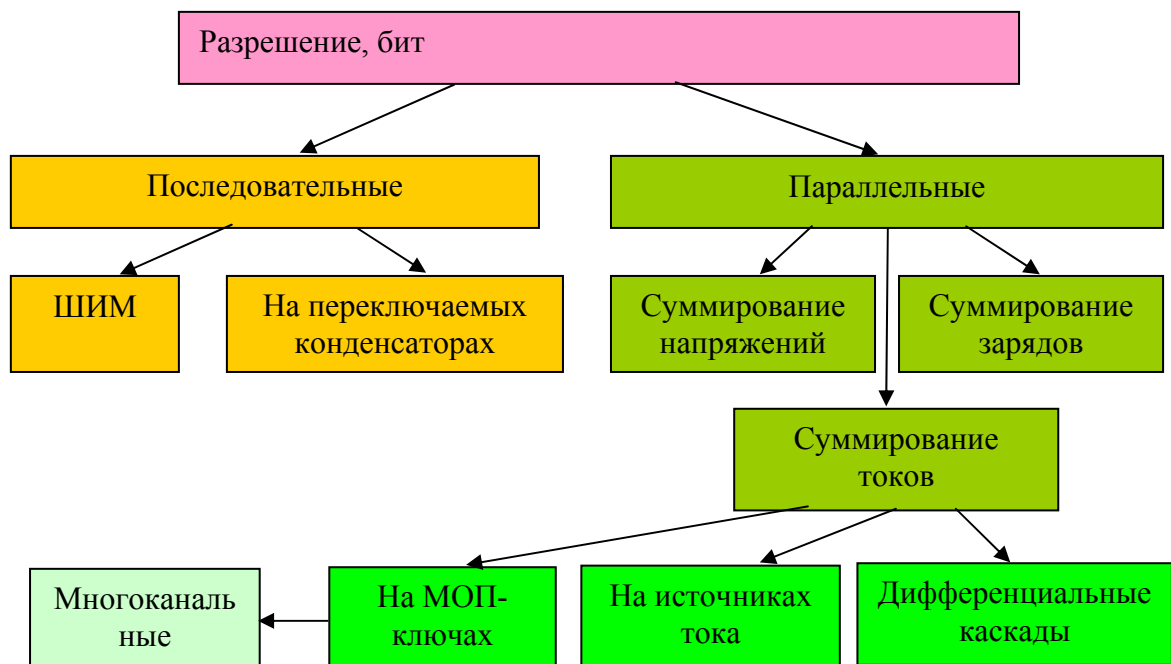 Разрешение, бит
Последовательные
Параллельные
ШИМ
На переключаемых
конденсаторах
Суммирование
напряжений
Суммирование
зарядов
Суммирование
токов
Многоканаль
ные
На МОП-
ключах
На источниках
тока
Дифференциальные
каскады